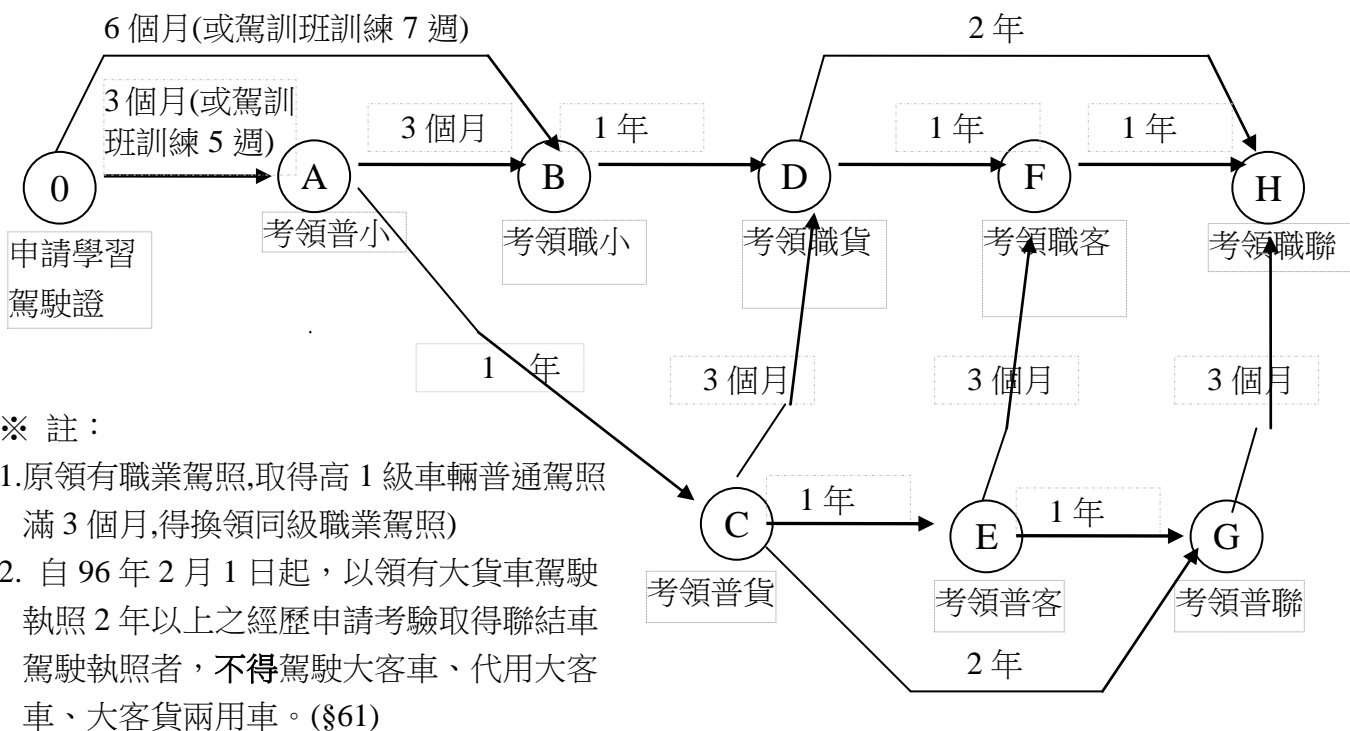 6 個月(或駕訓班訓練 7 週)
2 年
3 個月(或駕訓
班訓練 5 週)
3 個月
1 年
1 年
1 年
0
A
B
D
F
H
申請學習
駕駛證
考領普小
考領職小
考領職貨
考領職客
考領職聯
1 年
3 個月
3 個月
3 個月
※ 註：
1.原領有職業駕照,取得高 1 級車輛普通駕照
滿 3 個月,得換領同級職業駕照)
2. 自 96 年 2 月 1 日起，以領有大貨車駕駛
執照 2 年以上之經歷申請考驗取得聯結車
駕駛執照者，不得駕駛大客車、代用大客
車、大客貨兩用車。(§61)
C
1 年
E
1 年
G
考領普貨
考領普客
考領普聯
2 年